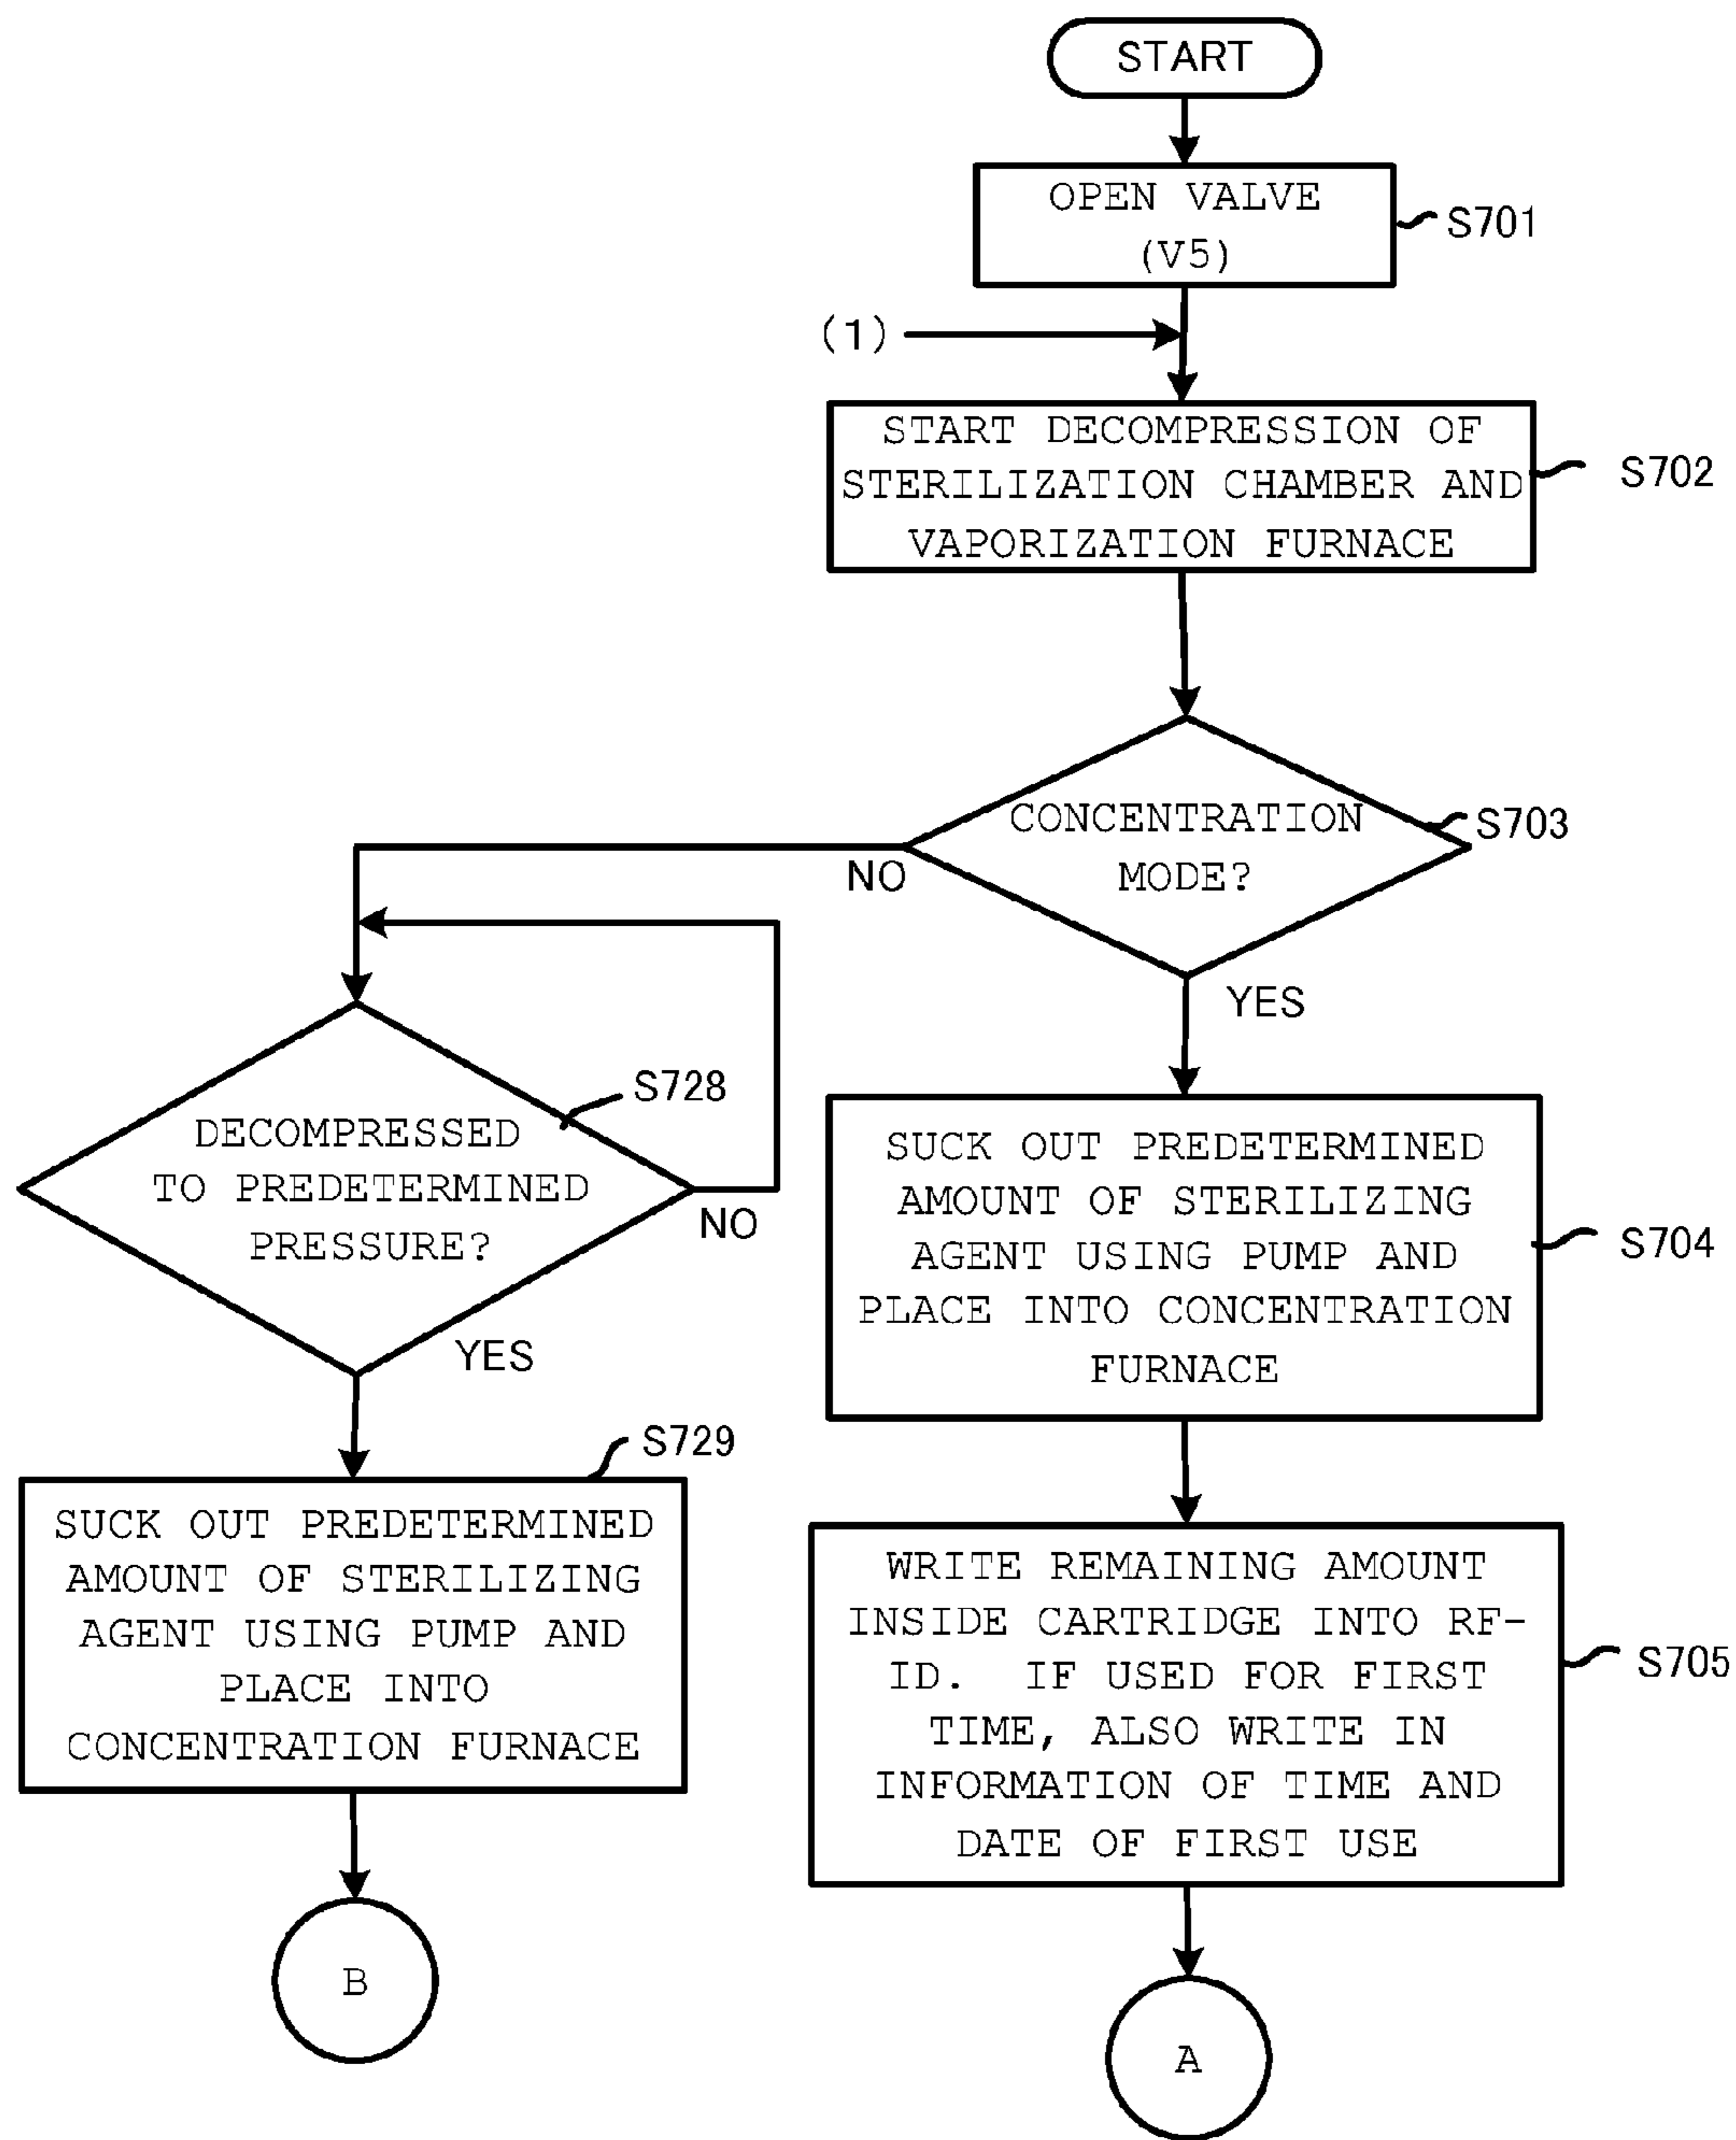 START
OPEN VALVE
(V5)
S701
(1)
START DECOMPRESSION OF
STERILIZATION CHAMBER AND
VAPORIZATION FURNACE
S702
CONCENTRATION
MODE?
S703
NO
YES
DECOMPRESSED
TO PREDETERMINED
PRESSURE?
S728
NO
YES
SUCK OUT PREDETERMINED
AMOUNT OF STERILIZING
AGENT USING PUMP AND
PLACE INTO CONCENTRATION
FURNACE
S704
S729
SUCK OUT PREDETERMINED
AMOUNT OF STERILIZING
AGENT USING PUMP AND
PLACE INTO
CONCENTRATION FURNACE
WRITE REMAINING AMOUNT
INSIDE CARTRIDGE INTO RF-
ID. IF USED FOR FIRST
TIME, ALSO WRITE IN
INFORMATION OF TIME AND
DATE OF FIRST USE
S705
B
A